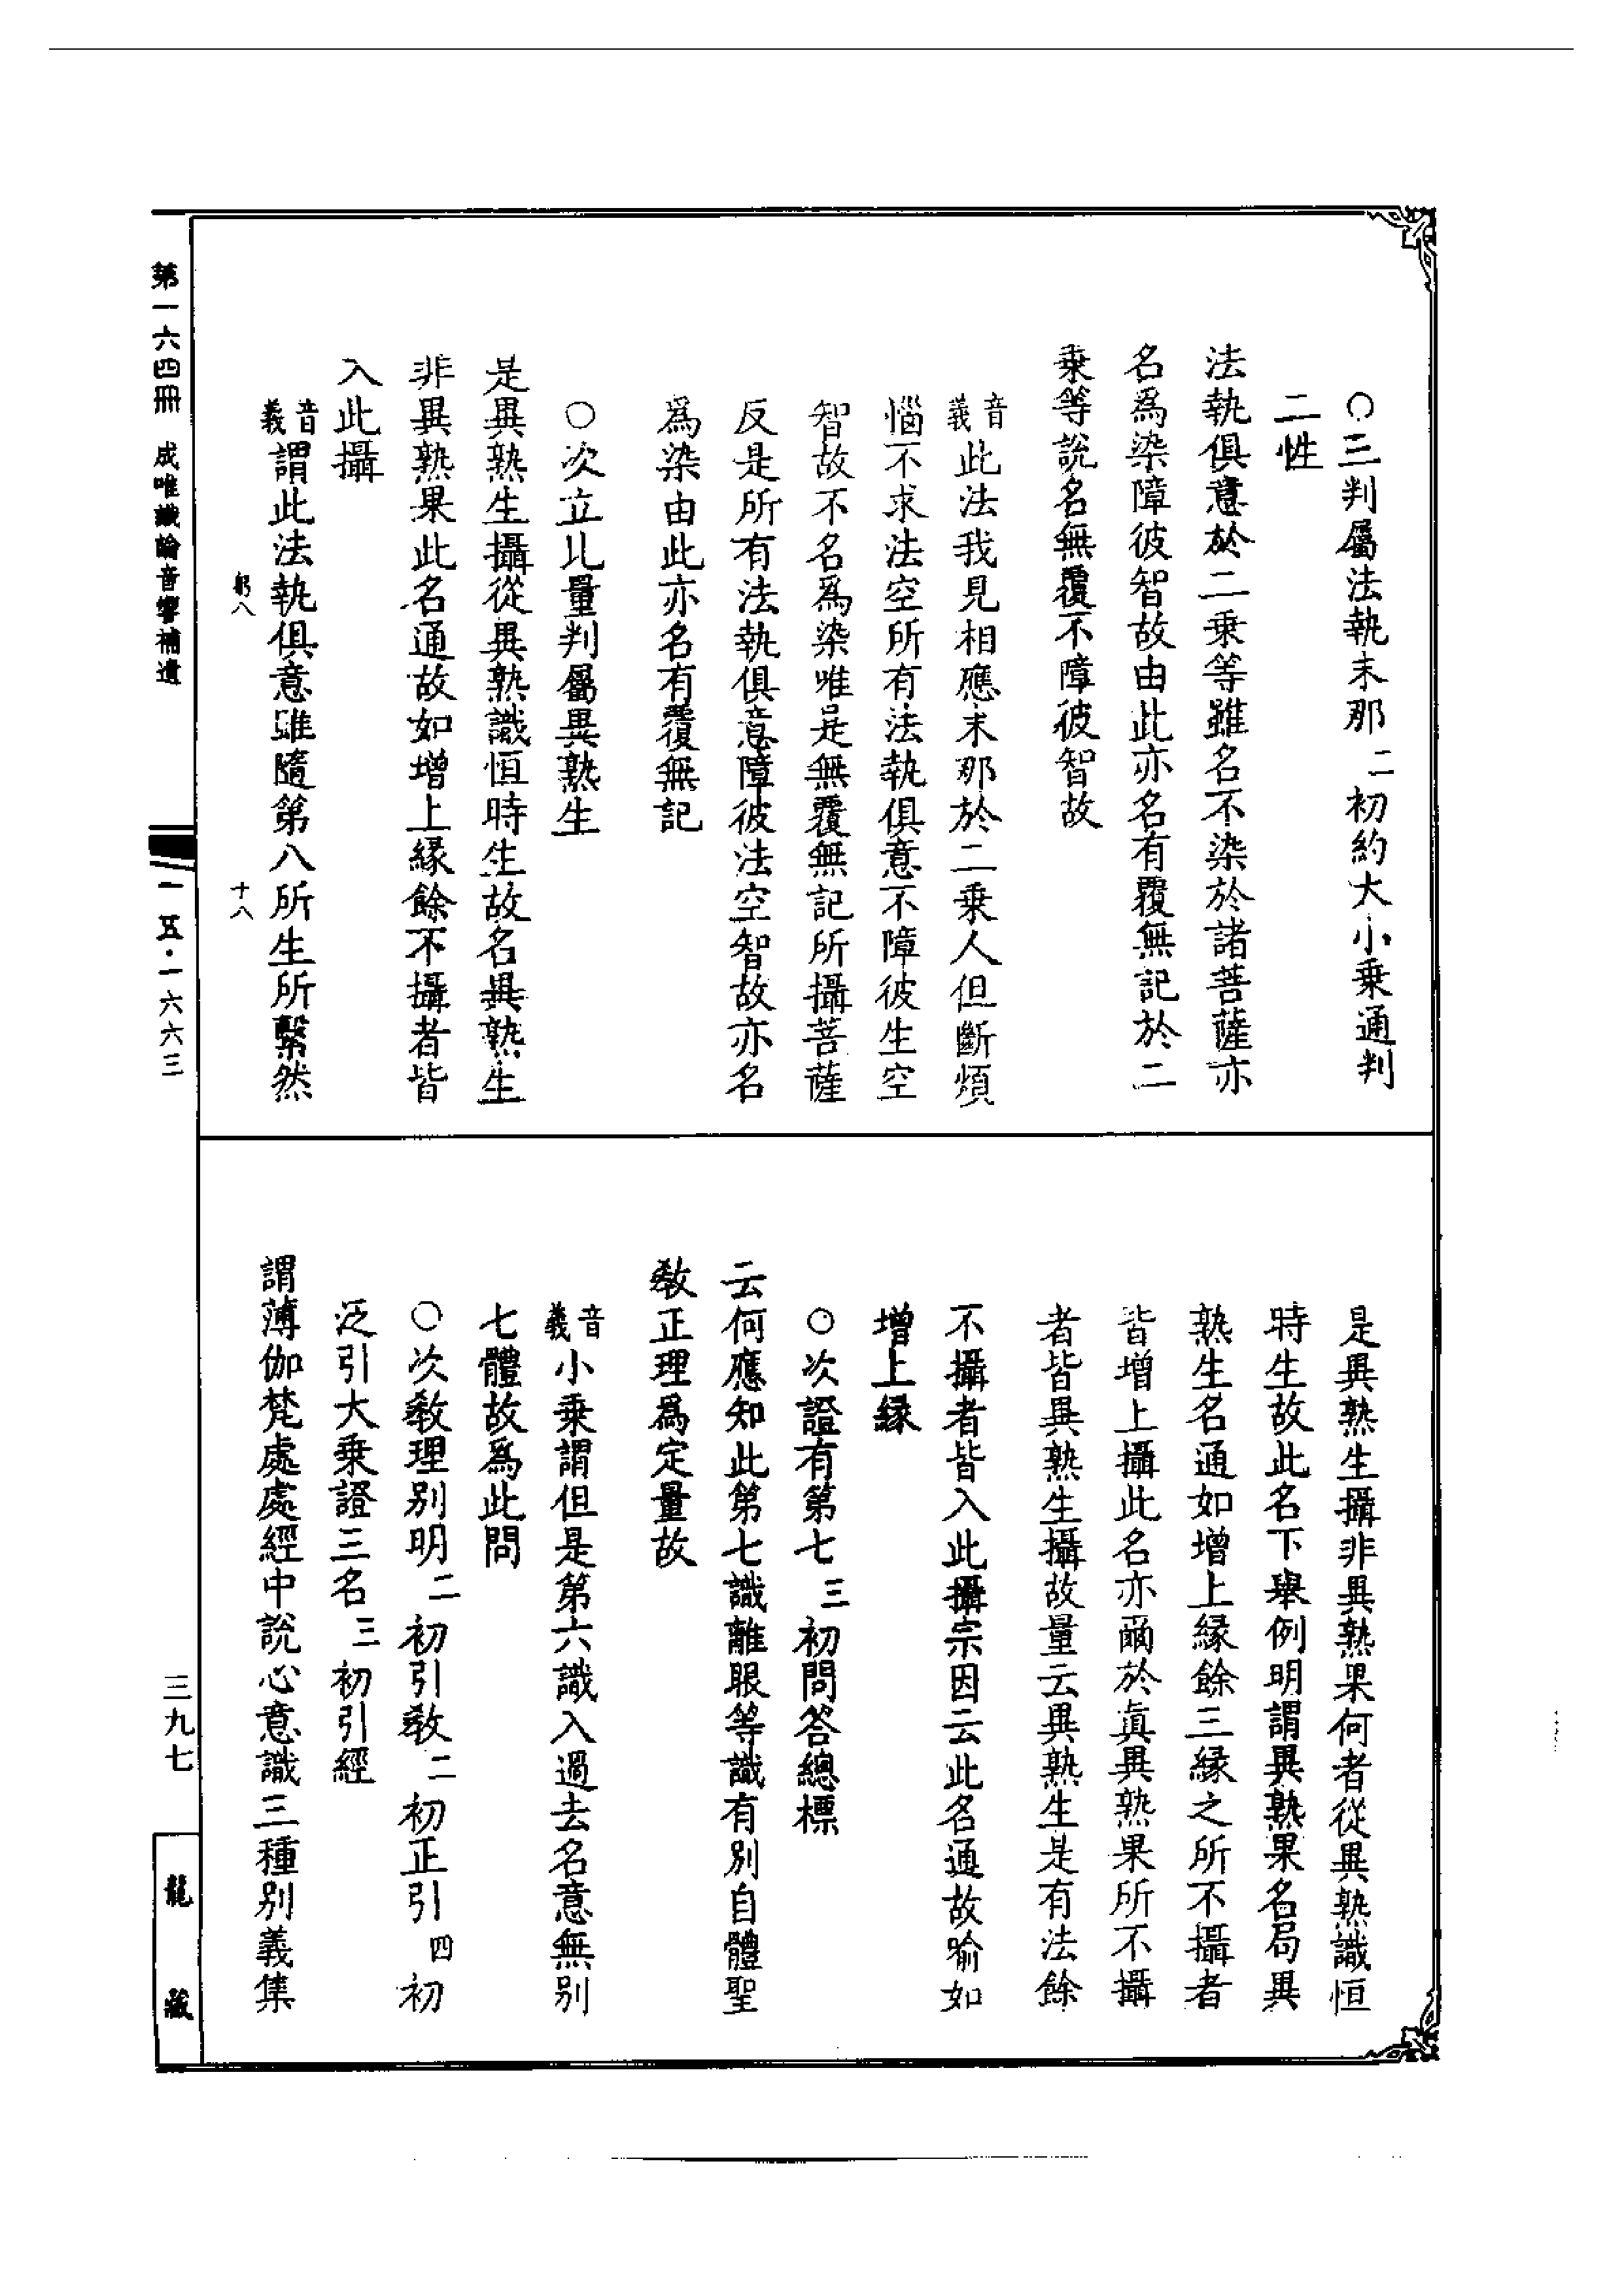 ○三判屬法執末那二初約大小乗通判
二性
法執俱意於二乗等雖名不染於諸菩薩亦
名爲染障彼智故由此亦名有覆無記於二
乗等説名無覆不障彼智故
音義此法我見相應末那於二乗人但斷煩
惱不求法空所有法執俱意不障彼生空
智故不名爲染唯是無覆無記所攝菩薩
反是所有法執俱意障彼法空智故亦名
爲染由此亦名有覆無記
○次立比量判屬異熟生
是異熟生攝從異熟識恒時生故名異熟生
非異熟果此名通故如增上緣餘不攝者皆
入此攝
音義謂此法執俱意雖隨第八所生所繫然
躬八 十八
是異熟生攝非異熟果何者從異熟識恒
時生故此名下舉例明謂異熟果名局異
熟生名通如增上緣餘三緣之所不攝者
皆增上攝此名亦爾於真異熟果所不攝
者皆異熟生攝故量云異熟生是有法餘
不攝者皆入此攝宗因云此名通故喻如
增上緣
○次證有第七三初問答總標
云何應知此第七識離眼等識有別自體聖
教正理爲定量故
音義小乗謂但是第六識入過去名意無別
七體故爲此問
○次教理別明二初引教二初正引四初
泛引大乗證三名三初引經
謂薄伽梵處處經中説心意識三種別義集
第一六四冊 成唯識論音響補遺
一五·一六六三
三九七
龍藏